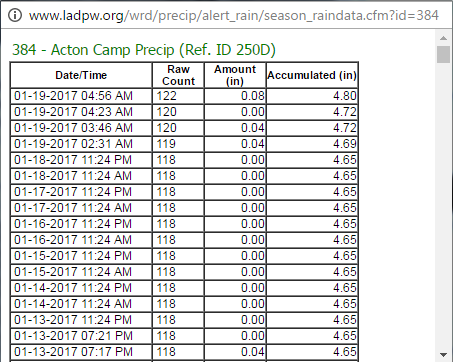 www.ladpw.org/wrd/precip/alert_rain/season_raindata.cfm?id=384
384 - Acton Camp Precip (Ref. ID 250D)
Date/Time Raw Count Amount (in) Accumulated (in)
01-19-2017 04:56 AM 122 0.08 4.80
01-19-2017 04:23 AM 120 0.00 4.72
01-19-2017 03:46 AM 120 0.04 4.72
01-19-2017 02:31 AM 119 0.04 4.69
01-18-2017 11:24 PM 118 0.00 4.65
01-18-2017 11:24 AM 118 0.00 4.65
01-17-2017 11:24 PM 118 0.00 4.65
01-17-2017 11:24 AM 118 0.00 4.65
01-16-2017 11:24 PM 118 0.00 4.65
01-16-2017 11:24 AM 118 0.00 4.65
01-15-2017 11:24 PM 118 0.00 4.65
01-15-2017 11:24 AM 118 0.00 4.65
01-14-2017 11:24 PM 118 0.00 4.65
01-14-2017 11:24 AM 118 0.00 4.65
01-13-2017 11:24 PM 118 0.00 4.65
01-13-2017 07:21 PM 118 0.00 4.65
01-13-2017 07:17 PM 118 0.04 4.65